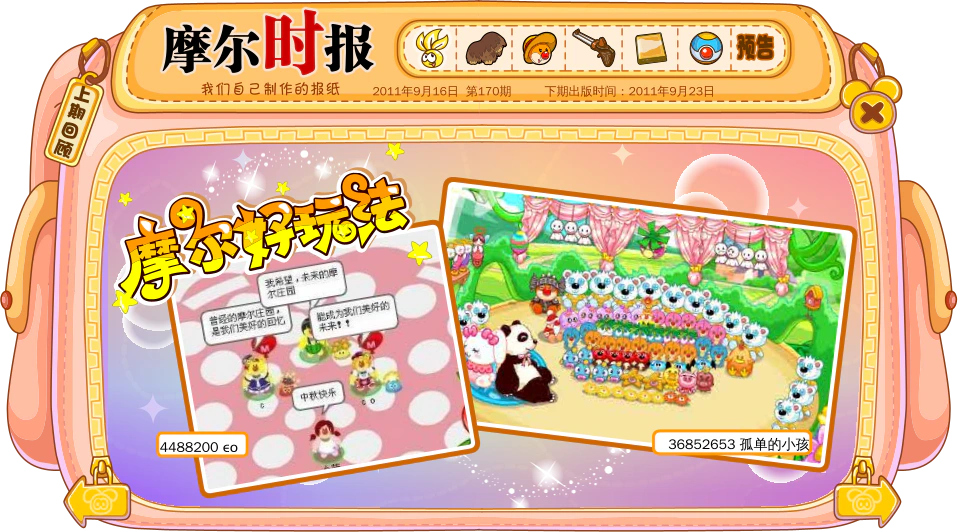 摩尔时报
预告
我们自己制作的报纸
2011年9月16日 第170期
下期出版时间：2011年9月23日
上期回顾
摩尔好玩法
我希望，未来的摩
尔庄园
曾经的摩尔庄园，
是我们美好的回忆
能成为我们美好的
未来！！
中秋快乐
4488200 єo
36852653 孤单的小孩